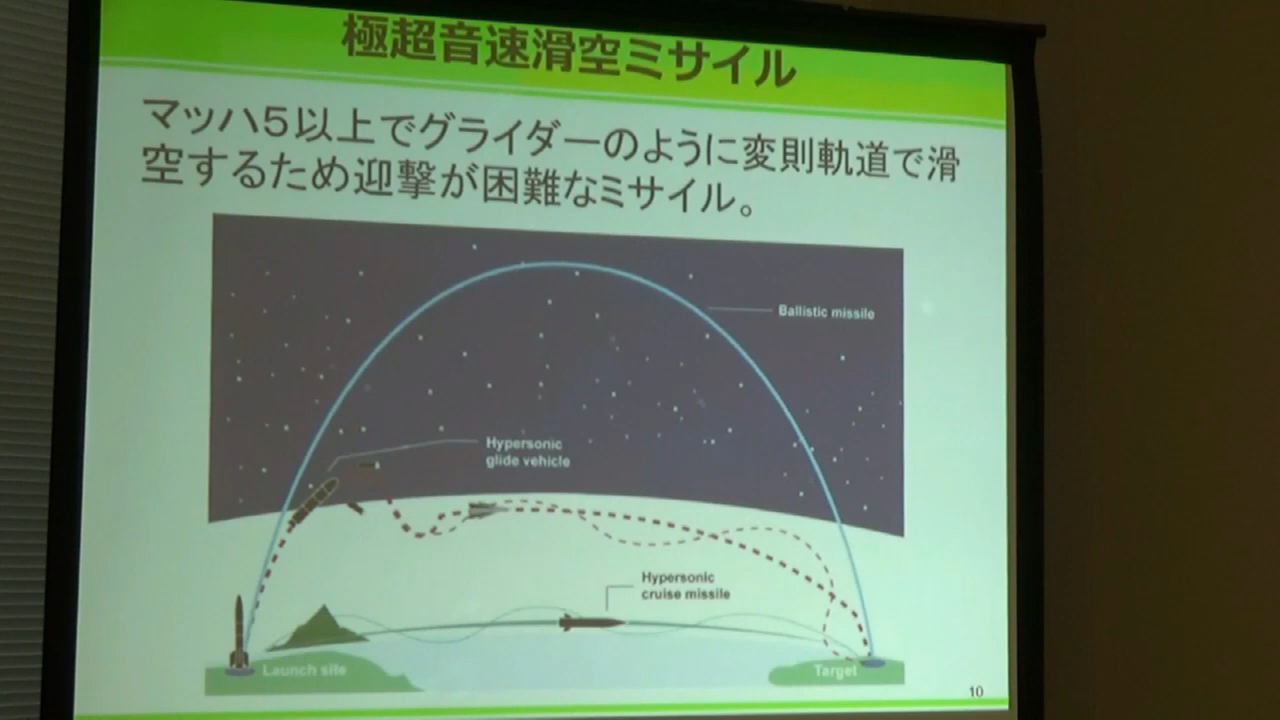 極超音速滑空ミサイル
マッハ5以上でグライダーのように変則軌道で滑
空するため迎撃が困難なミサイル。
Ballistic missile
Hypersonic
glide vehicle
Hypersonic
cruise missile
Launch site
Target
10